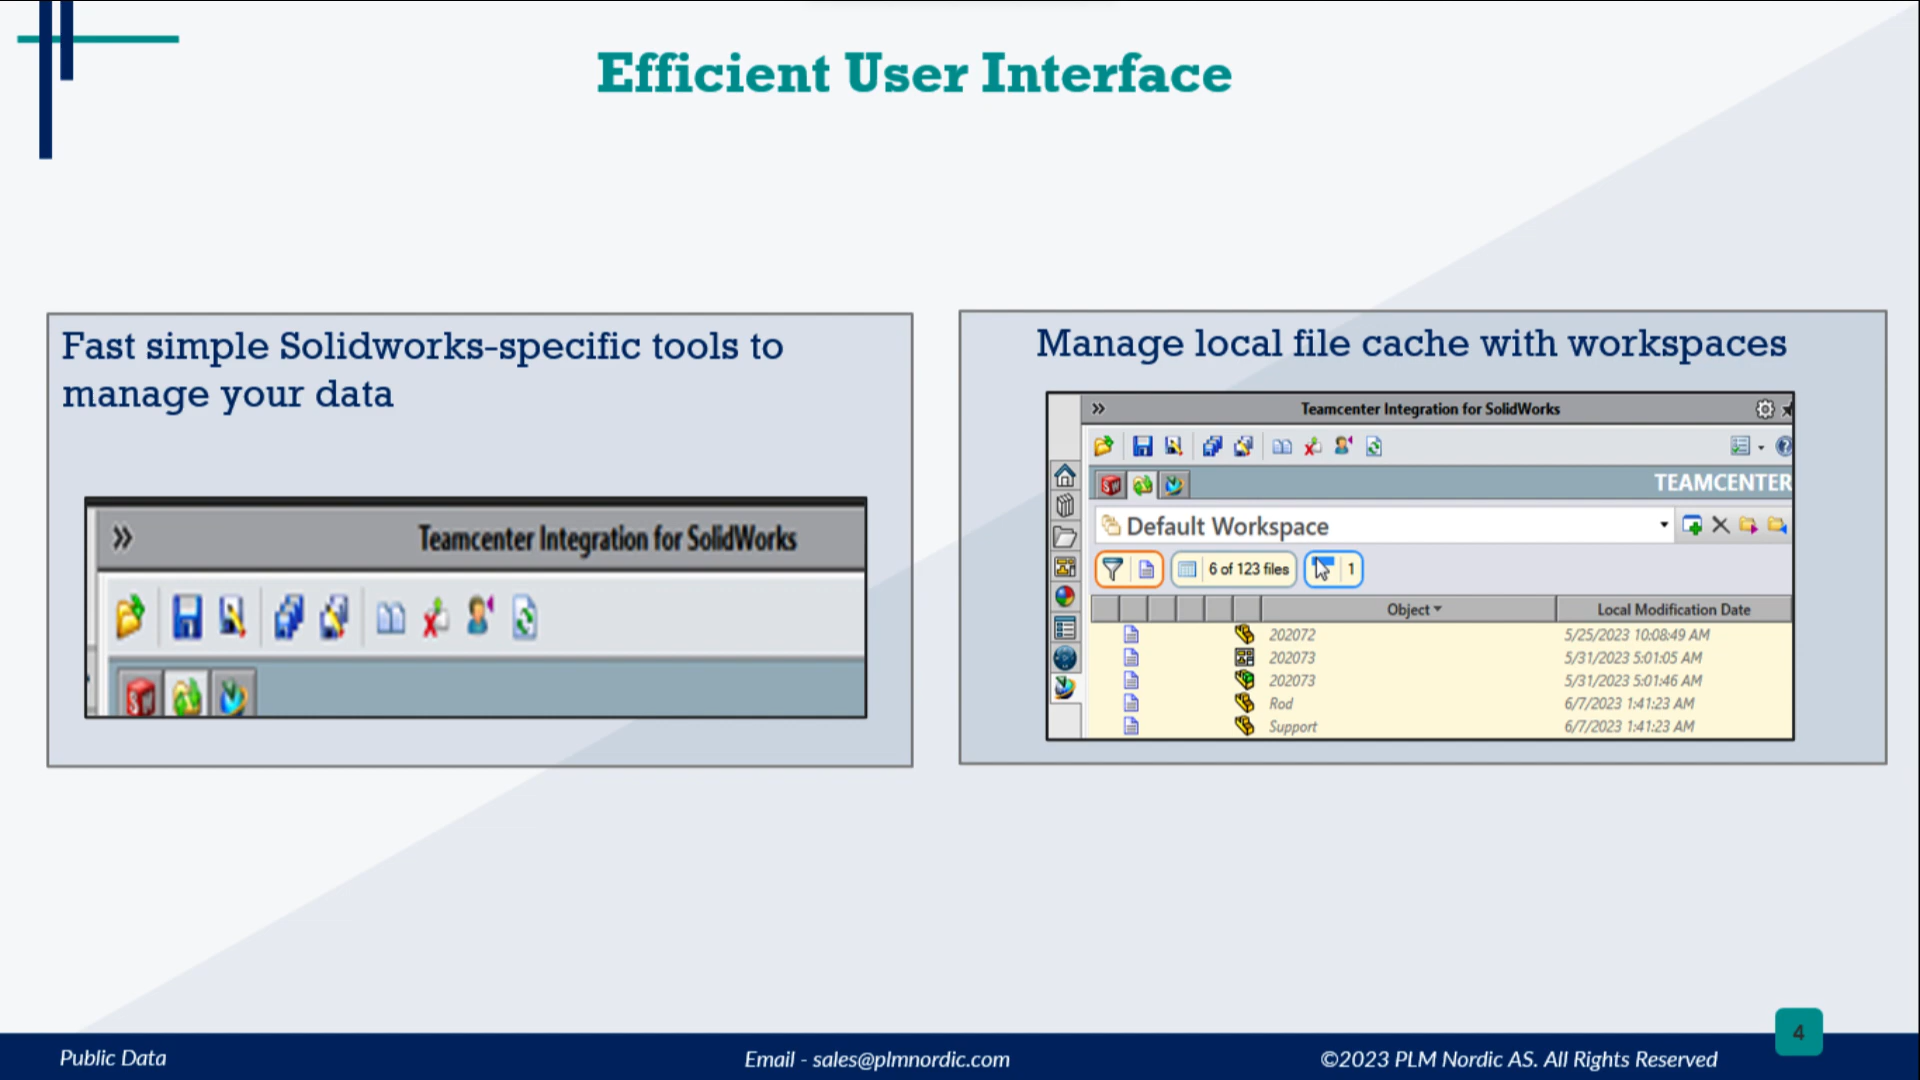 Efficient User Interface
Fast simple Solidworks-specific tools to
manage your data
Teamcenter Integration for SolidWorks
Manage local file cache with workspaces
Teamcenter Integration for SolidWorks
TEAMCENTER
Default Workspace
6 of 123 files
1
Object
Local Modification Date
202072
5/25/2023 10:08:49 AM
202073
5/31/2023 5:01:05 AM
202073
5/31/2023 5:01:46 AM
Rod
6/7/2023 1:41:23 AM
Support
6/7/2023 1:41:23 AM
4
Public Data
Email - sales@plmnordic.com
©2023 PLM Nordic AS. All Rights Reserved